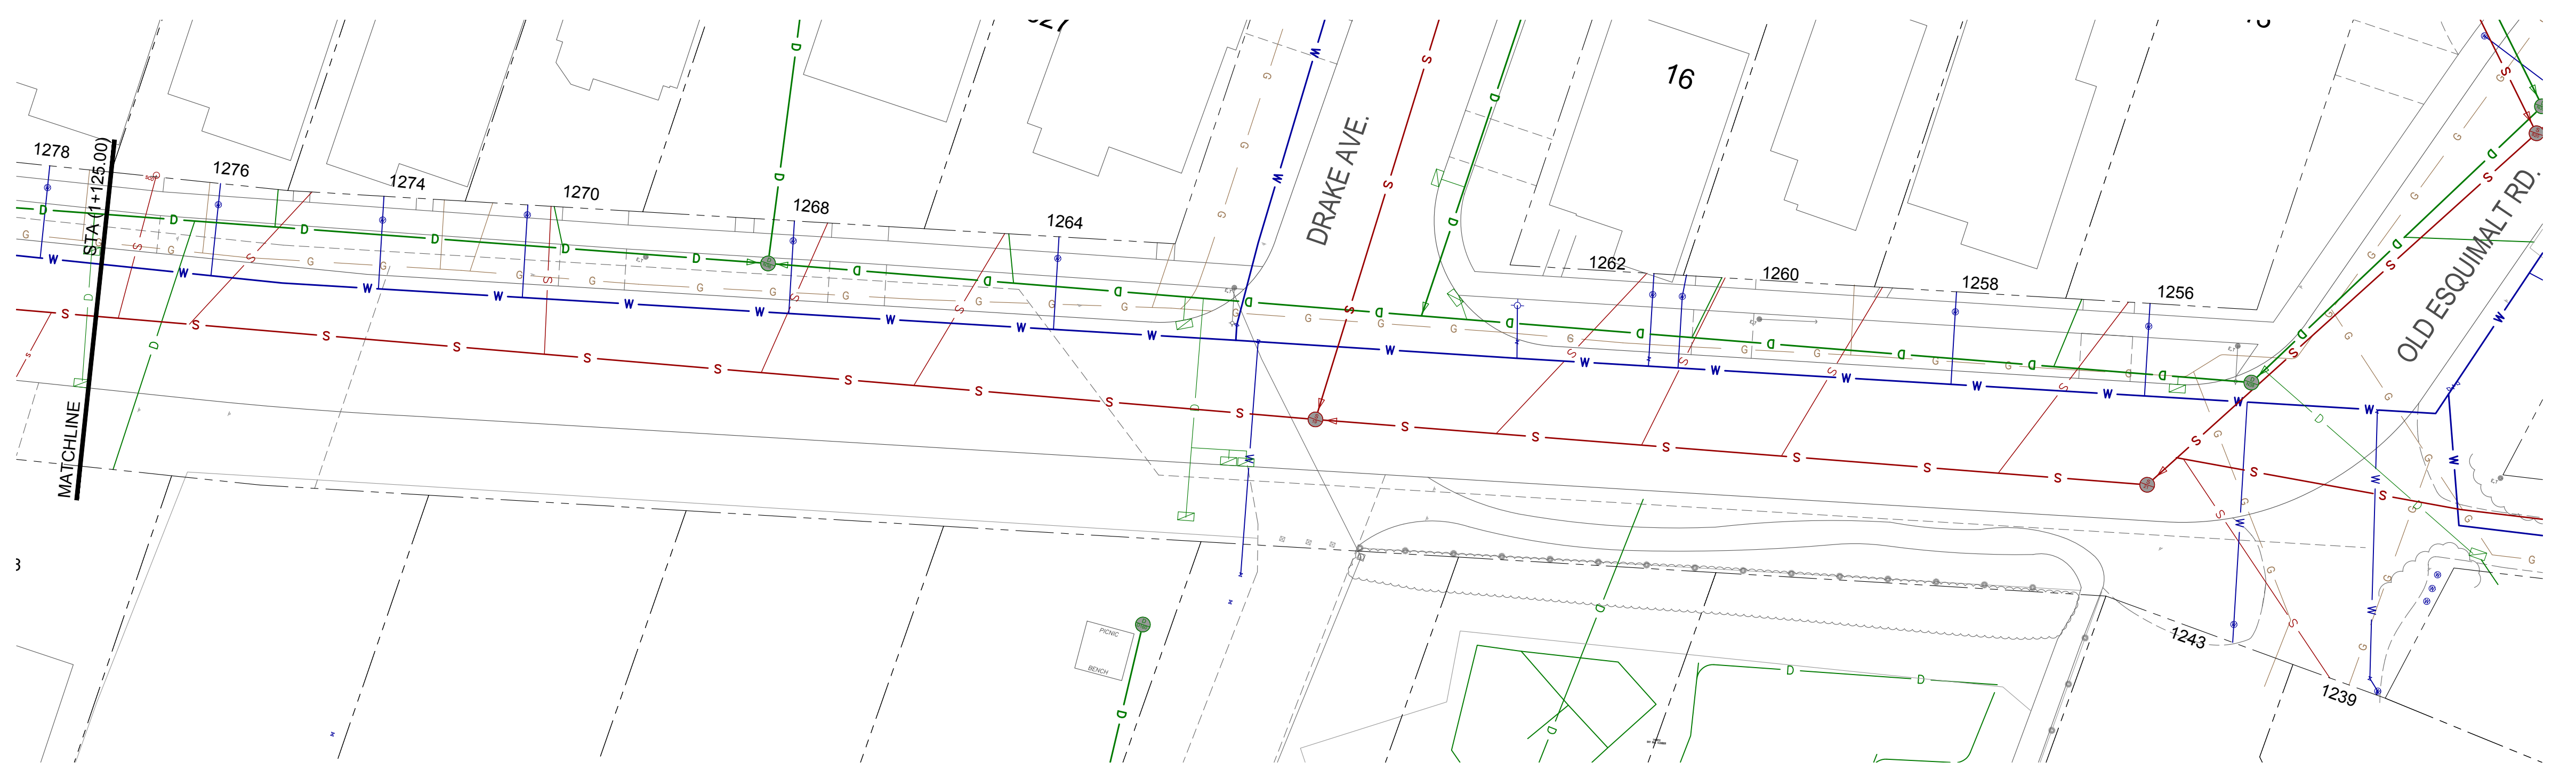 16
DRAKE AVE.
OLD ESQUIMALT RD.
STA (1+125.00)
MATCHLINE
1278
1276
1274
1270
1268
1264
1262
1260
1258
1256
1243
1239
PICNIC
BENCH
D D D D D D D D D D D D D D D D D
W W W W W W W W W W W W W W W W W
S S S S S S S S S S S S S S S S
G G G G G G G G G G G G G G